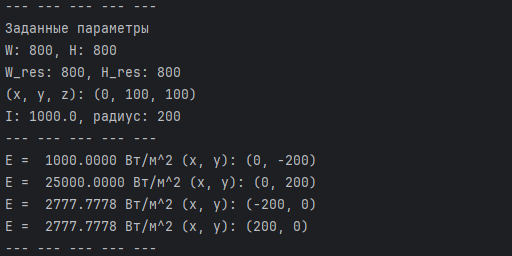 --- --- --- --- ---
Заданные параметры
W: 800, H: 800
W_res: 800, H_res: 800
(x, y, z): (0, 100, 100)
I: 1000.0, радиус: 200
--- --- --- --- ---
E =  1000.0000 Вт/м^2 (x, y): (0, -200)
E =  25000.0000 Вт/м^2 (x, y): (0, 200)
E =  2777.7778 Вт/м^2 (x, y): (-200, 0)
E =  2777.7778 Вт/м^2 (x, y): (200, 0)
--- --- --- --- ---